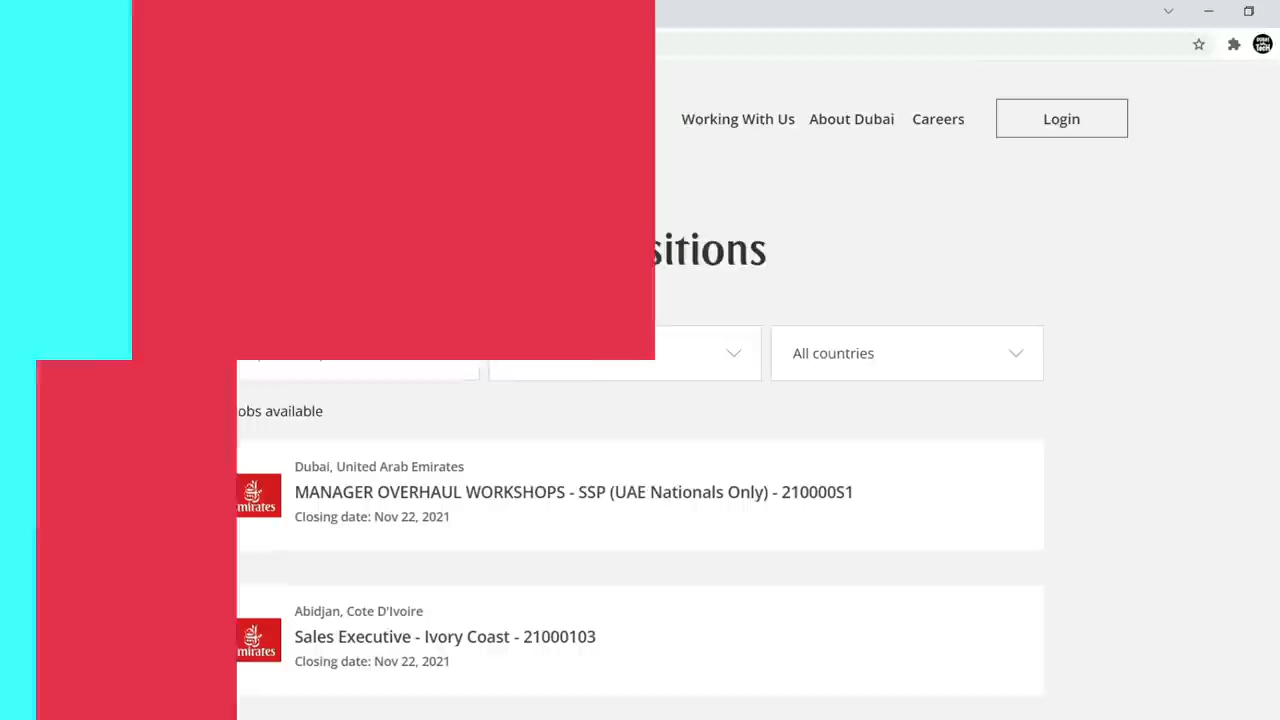 Working With Us About Dubai Careers Login
sitions
All countries
obs available
Dubai, United Arab Emirates
MANAGER OVERHAUL WORKSHOPS - SSP (UAE Nationals Only) - 210000S1
mirates
Closing date: Nov 22, 2021
Abidjan, Cote D'Ivoire
Sales Executive - Ivory Coast - 21000103
mirates
Closing date: Nov 22, 2021